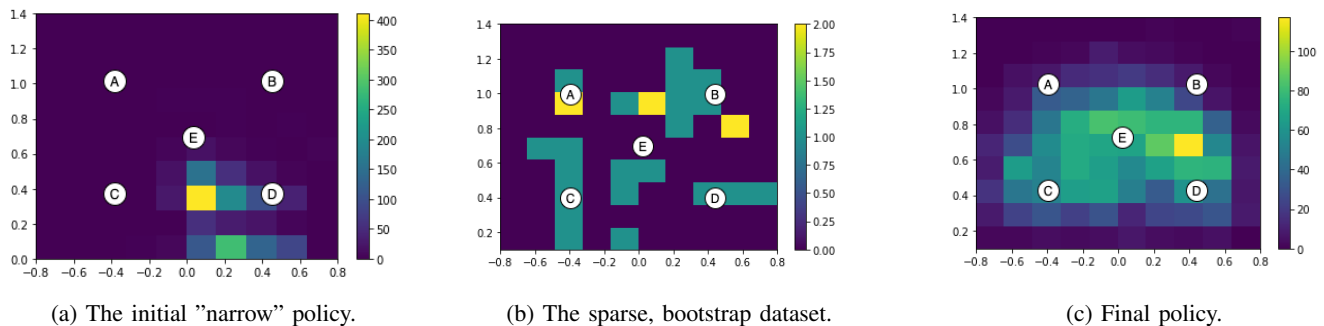 1.4
1.2
1.0
0.8
0.6
0.4
0.2
0.0
A
B
E
C
D
−0.8 −0.6 −0.4 −0.2 0.0 0.2 0.4 0.6 0.8
400
350
300
250
200
150
100
50
0
(a) The initial ”narrow” policy.
1.4
1.2
1.0
0.8
0.6
0.4
0.2
A
B
E
C
D
−0.8 −0.6 −0.4 −0.2 0.0 0.2 0.4 0.6 0.8
2.00
1.75
1.50
1.25
1.00
0.75
0.50
0.25
0.00
(b) The sparse, bootstrap dataset.
1.4
1.2
1.0
0.8
0.6
0.4
0.2
A
B
E
C
D
−0.8 −0.6 −0.4 −0.2 0.0 0.2 0.4 0.6 0.8
100
80
60
40
20
0
(c) Final policy.